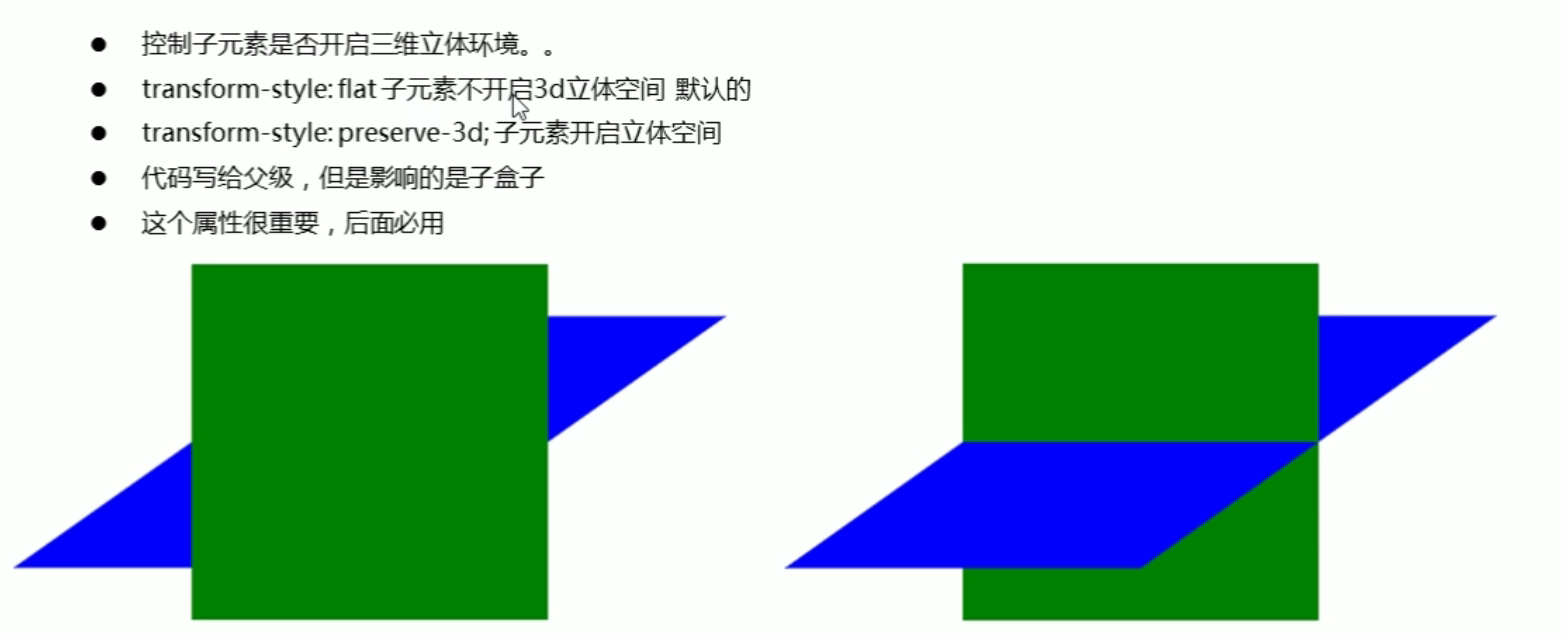 控制子元素是否开启三维立体环境。。
transform-style: flat 子元素不开启3d立体空间 默认的
transform-style: preserve-3d; 子元素开启立体空间
代码写给父级，但是影响的是子盒子
这个属性很重要，后面必用